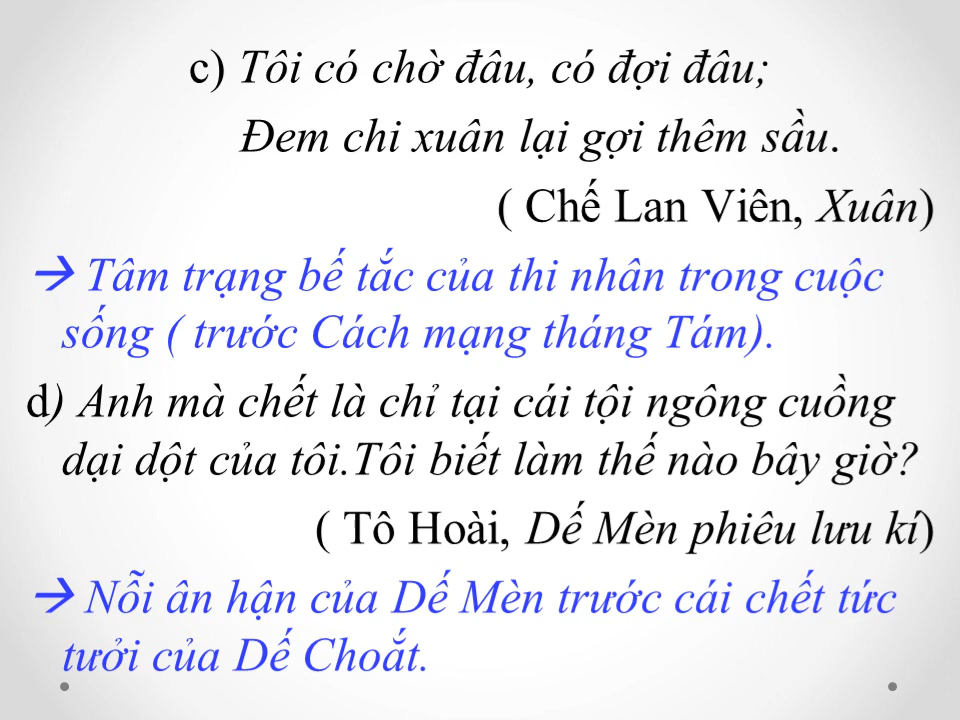 c) Tôi có chờ đâu, có đợi đâu;
Đem chi xuân lại gợi thêm sầu.
( Chế Lan Viên, Xuân)
→ Tâm trạng bế tắc của thi nhân trong cuộc
sống ( trước Cách mạng tháng Tám).
d) Anh mà chết là chỉ tại cái tội ngông cuồng
dại dột của tôi.Tôi biết làm thế nào bây giờ?
( Tô Hoài, Dế Mèn phiêu lưu kí)
→ Nỗi ân hận của Dế Mèn trước cái chết tức
tưởi của Dế Choắt.